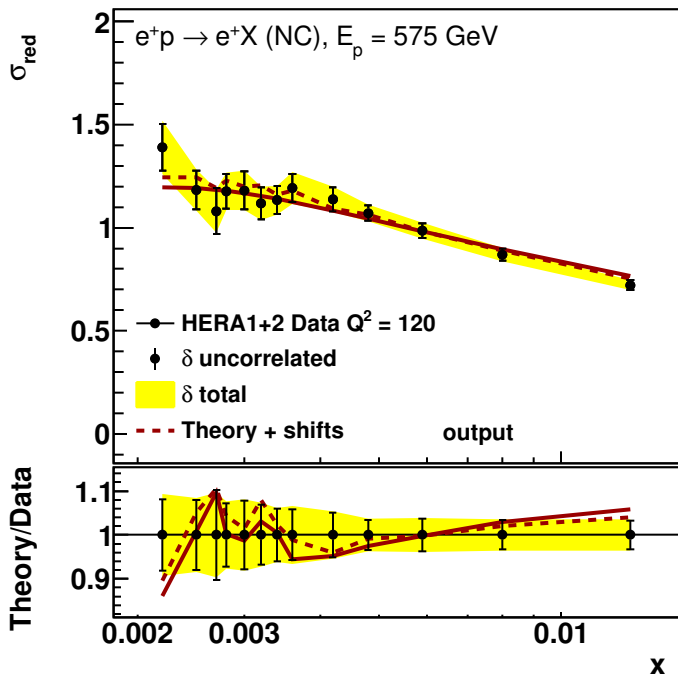 e⁺p → e⁺X (NC), E_p = 575 GeV
σ_red
2
1.5
1
0.5
0
HERA1+2 Data Q² = 120
δ uncorrelated
δ total
Theory + shifts
output
Theory/Data
1.1
1
0.9
0.002 0.003 0.01
x